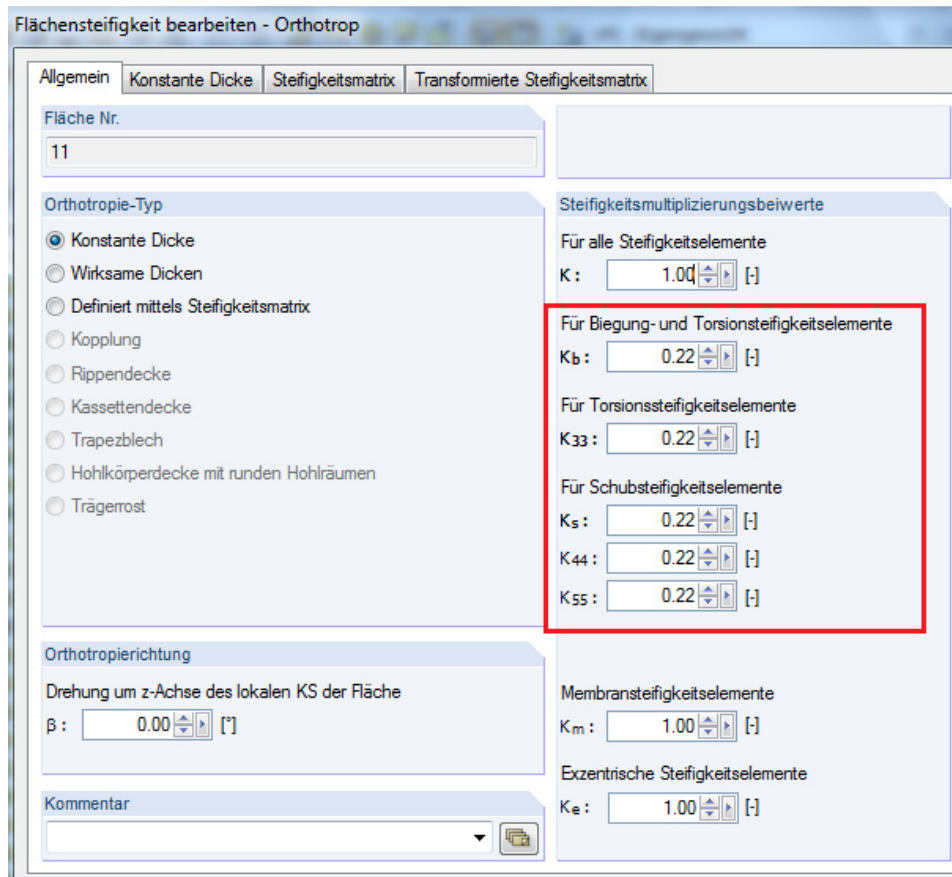 Flächensteifigkeit bearbeiten - Orthotrop
Allgemein Konstante Dicke Steifigkeitsmatrix Transformierte Steifigkeitsmatrix
Fläche Nr.
11
Orthotropie-Typ
Konstante Dicke
Wirksame Dicken
Definiert mittels Steifigkeitsmatrix
Kopplung
Rippendecke
Kassettendecke
Trapezblech
Hohlkörperdecke mit runden Hohlräumen
Trägerrost
Orthotropierichtung
Drehung um z-Achse des lokalen KS der Fläche
β : 0.00 [°]
Kommentar
Steifigkeitsmultiplizierungsbeiwerte
Für alle Steifigkeitselemente
K : 1.00 [-]
Für Biegung- und Torsionsteifigkeitselemente
Kb : 0.22 [-]
Für Torsionssteifigkeitselemente
K33 : 0.22 [-]
Für Schubsteifigkeitselemente
Ks : 0.22 [-]
K44 : 0.22 [-]
K55 : 0.22 [-]
Membransteifigkeitselemente
Km : 1.00 [-]
Exzentrische Steifigkeitselemente
Ke : 1.00 [-]